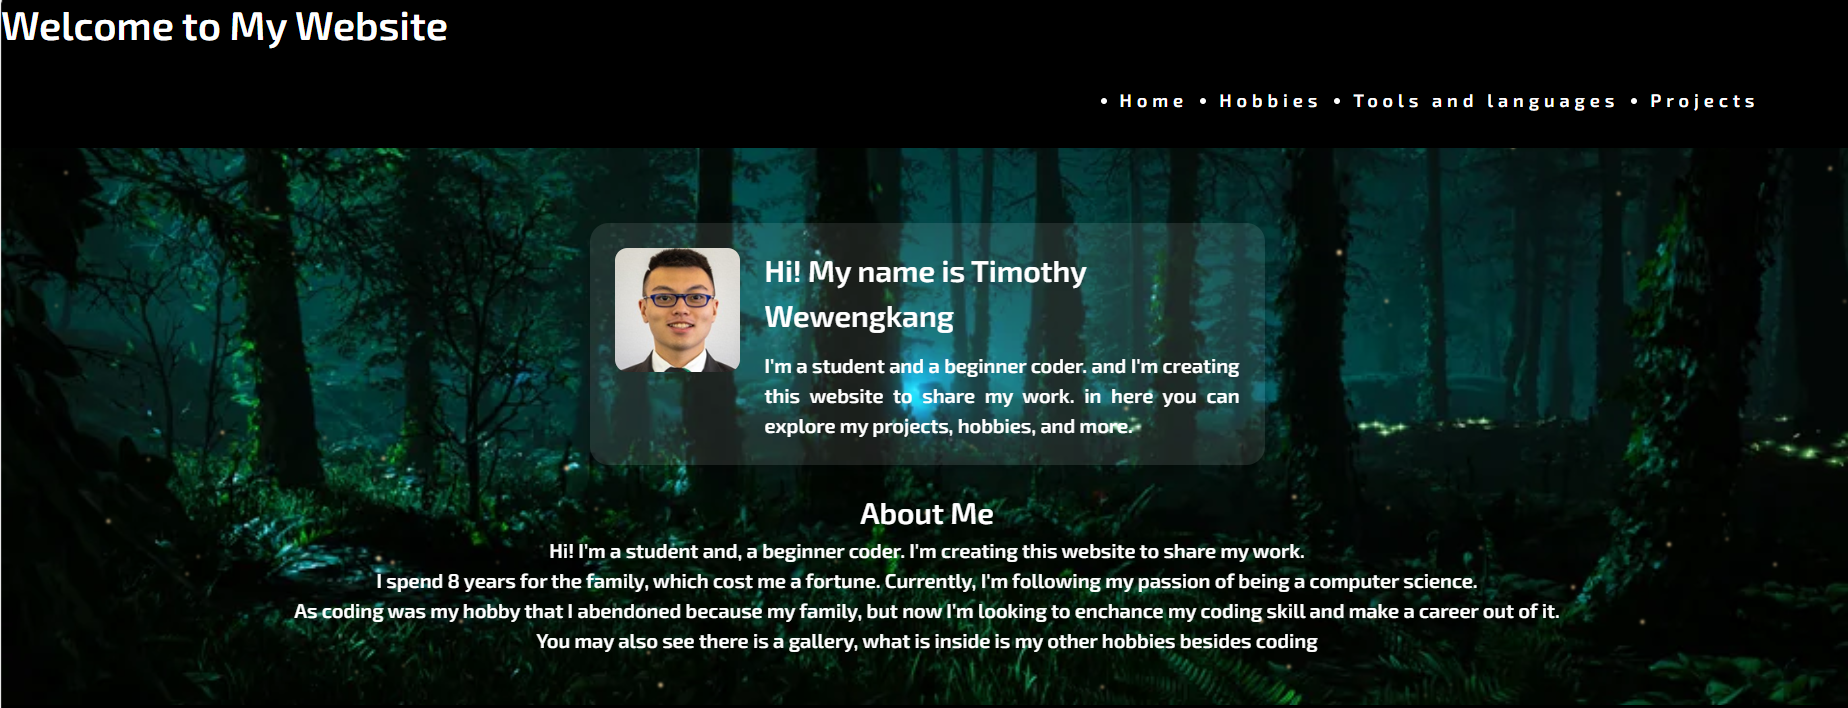 Welcome to My Website
• Home • Hobbies • Tools and languages • Projects
Hi! My name is Timothy
Wewengkang
I'm a student and a beginner coder. and I'm creating
this website to share my work. in here you can
explore my projects, hobbies, and more.
About Me
Hi! I'm a student and, a beginner coder. I'm creating this website to share my work.
I spend 8 years for the family, which cost me a fortune. Currently, I'm following my passion of being a computer science.
As coding was my hobby that I abendoned because my family, but now I'm looking to enchance my coding skill and make a career out of it.
You may also see there is a gallery, what is inside is my other hobbies besides coding